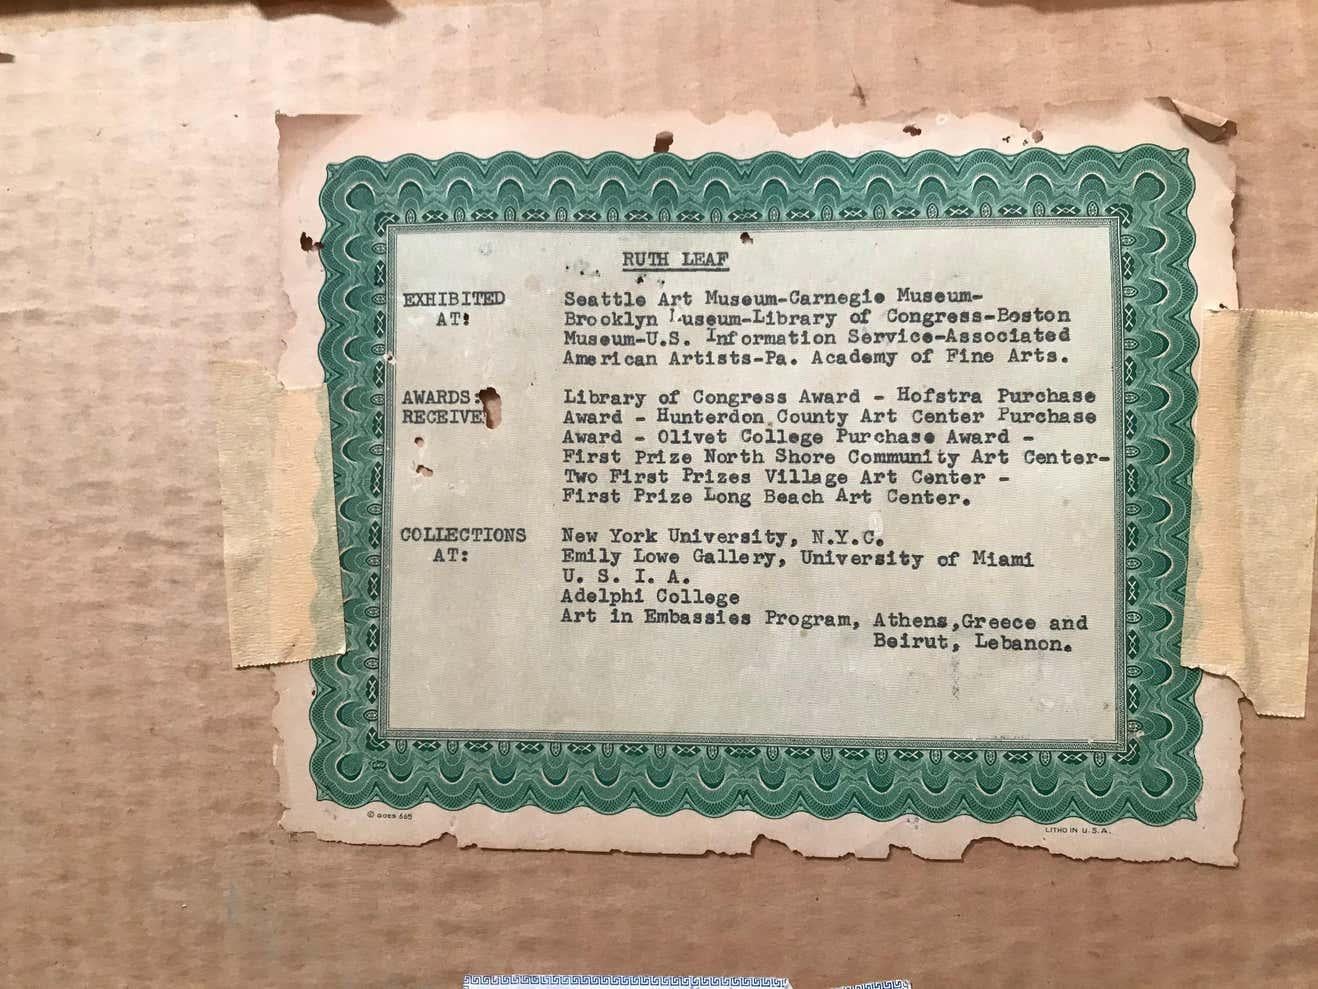 RUTH LEAF
EXHIBITED Seattle Art Museum-Carnegie Museum-
AT: Brooklyn Museum-Library of Congress-Boston
Museum-U.S. Information Service-Associated
American Artists-Pa. Academy of Fine Arts.
AWARDS: Library of Congress Award - Hofstra Purchase
RECEIVE Award - Hunterdon County Art Center Purchase
Award - Olivet College Purchase Award -
First Prize North Shore Community Art Center-
Two First Prizes Village Art Center -
First Prize Long Beach Art Center.
COLLECTIONS New York University, N.Y.C.
AT: Emily Lowe Gallery, University of Miami
U. S. I. A.
Adelphi College
Art in Embassies Program, Athens,Greece and
Beirut, Lebanon.
© GOES 665
LITHO IN U.S.A.